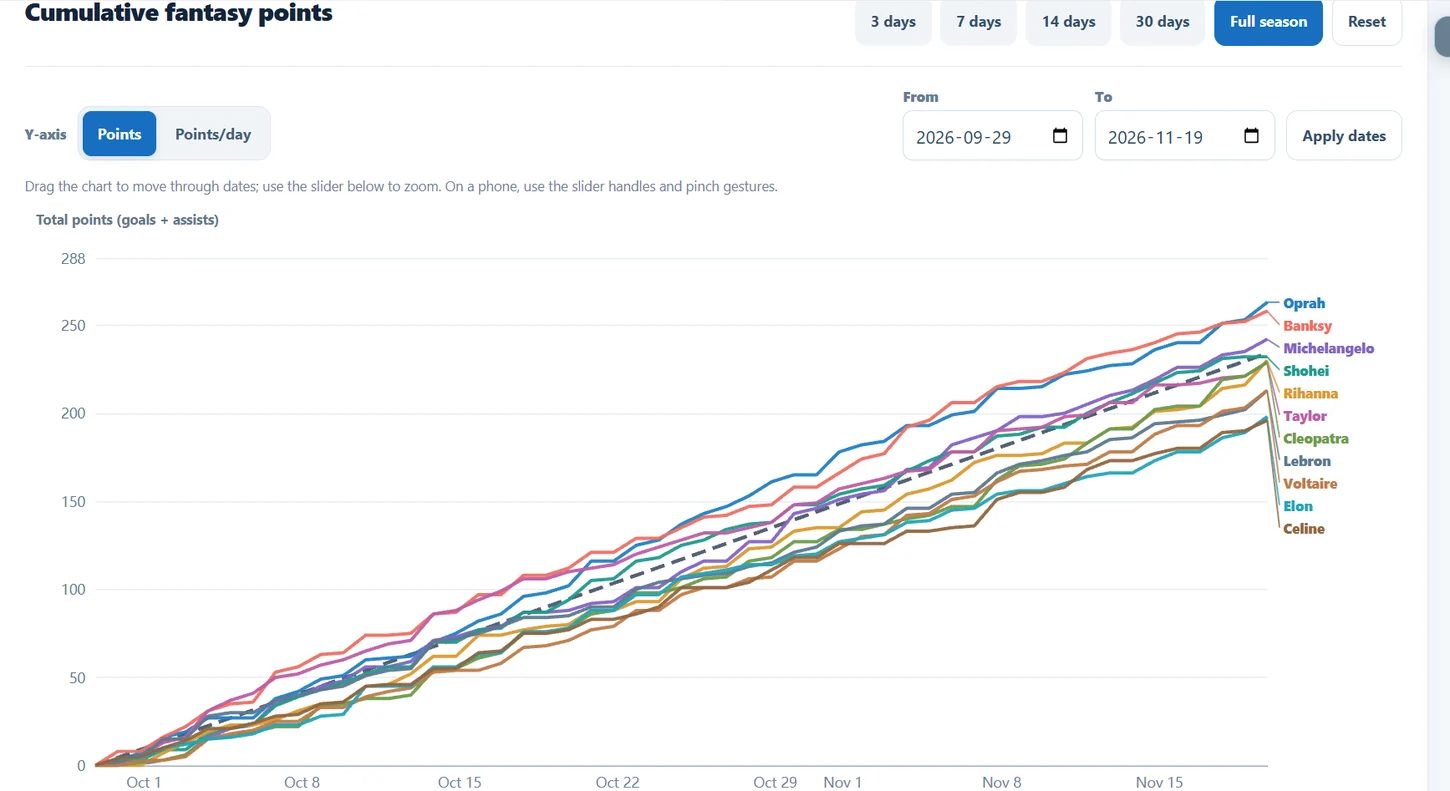 Cumulative fantasy points
3 days
7 days
14 days
30 days
Full season
Reset
From
To
Y-axis
Points
Points/day
2026-09-29
2026-11-19
Apply dates
Drag the chart to move through dates; use the slider below to zoom. On a phone, use the slider handles and pinch gestures.
Total points (goals + assists)
288
250
200
150
100
50
0
Oprah
Banksy
Michelangelo
Shohei
Rihanna
Taylor
Cleopatra
Lebron
Voltaire
Elon
Celine
Oct 1
Oct 8
Oct 15
Oct 22
Oct 29
Nov 1
Nov 8
Nov 15